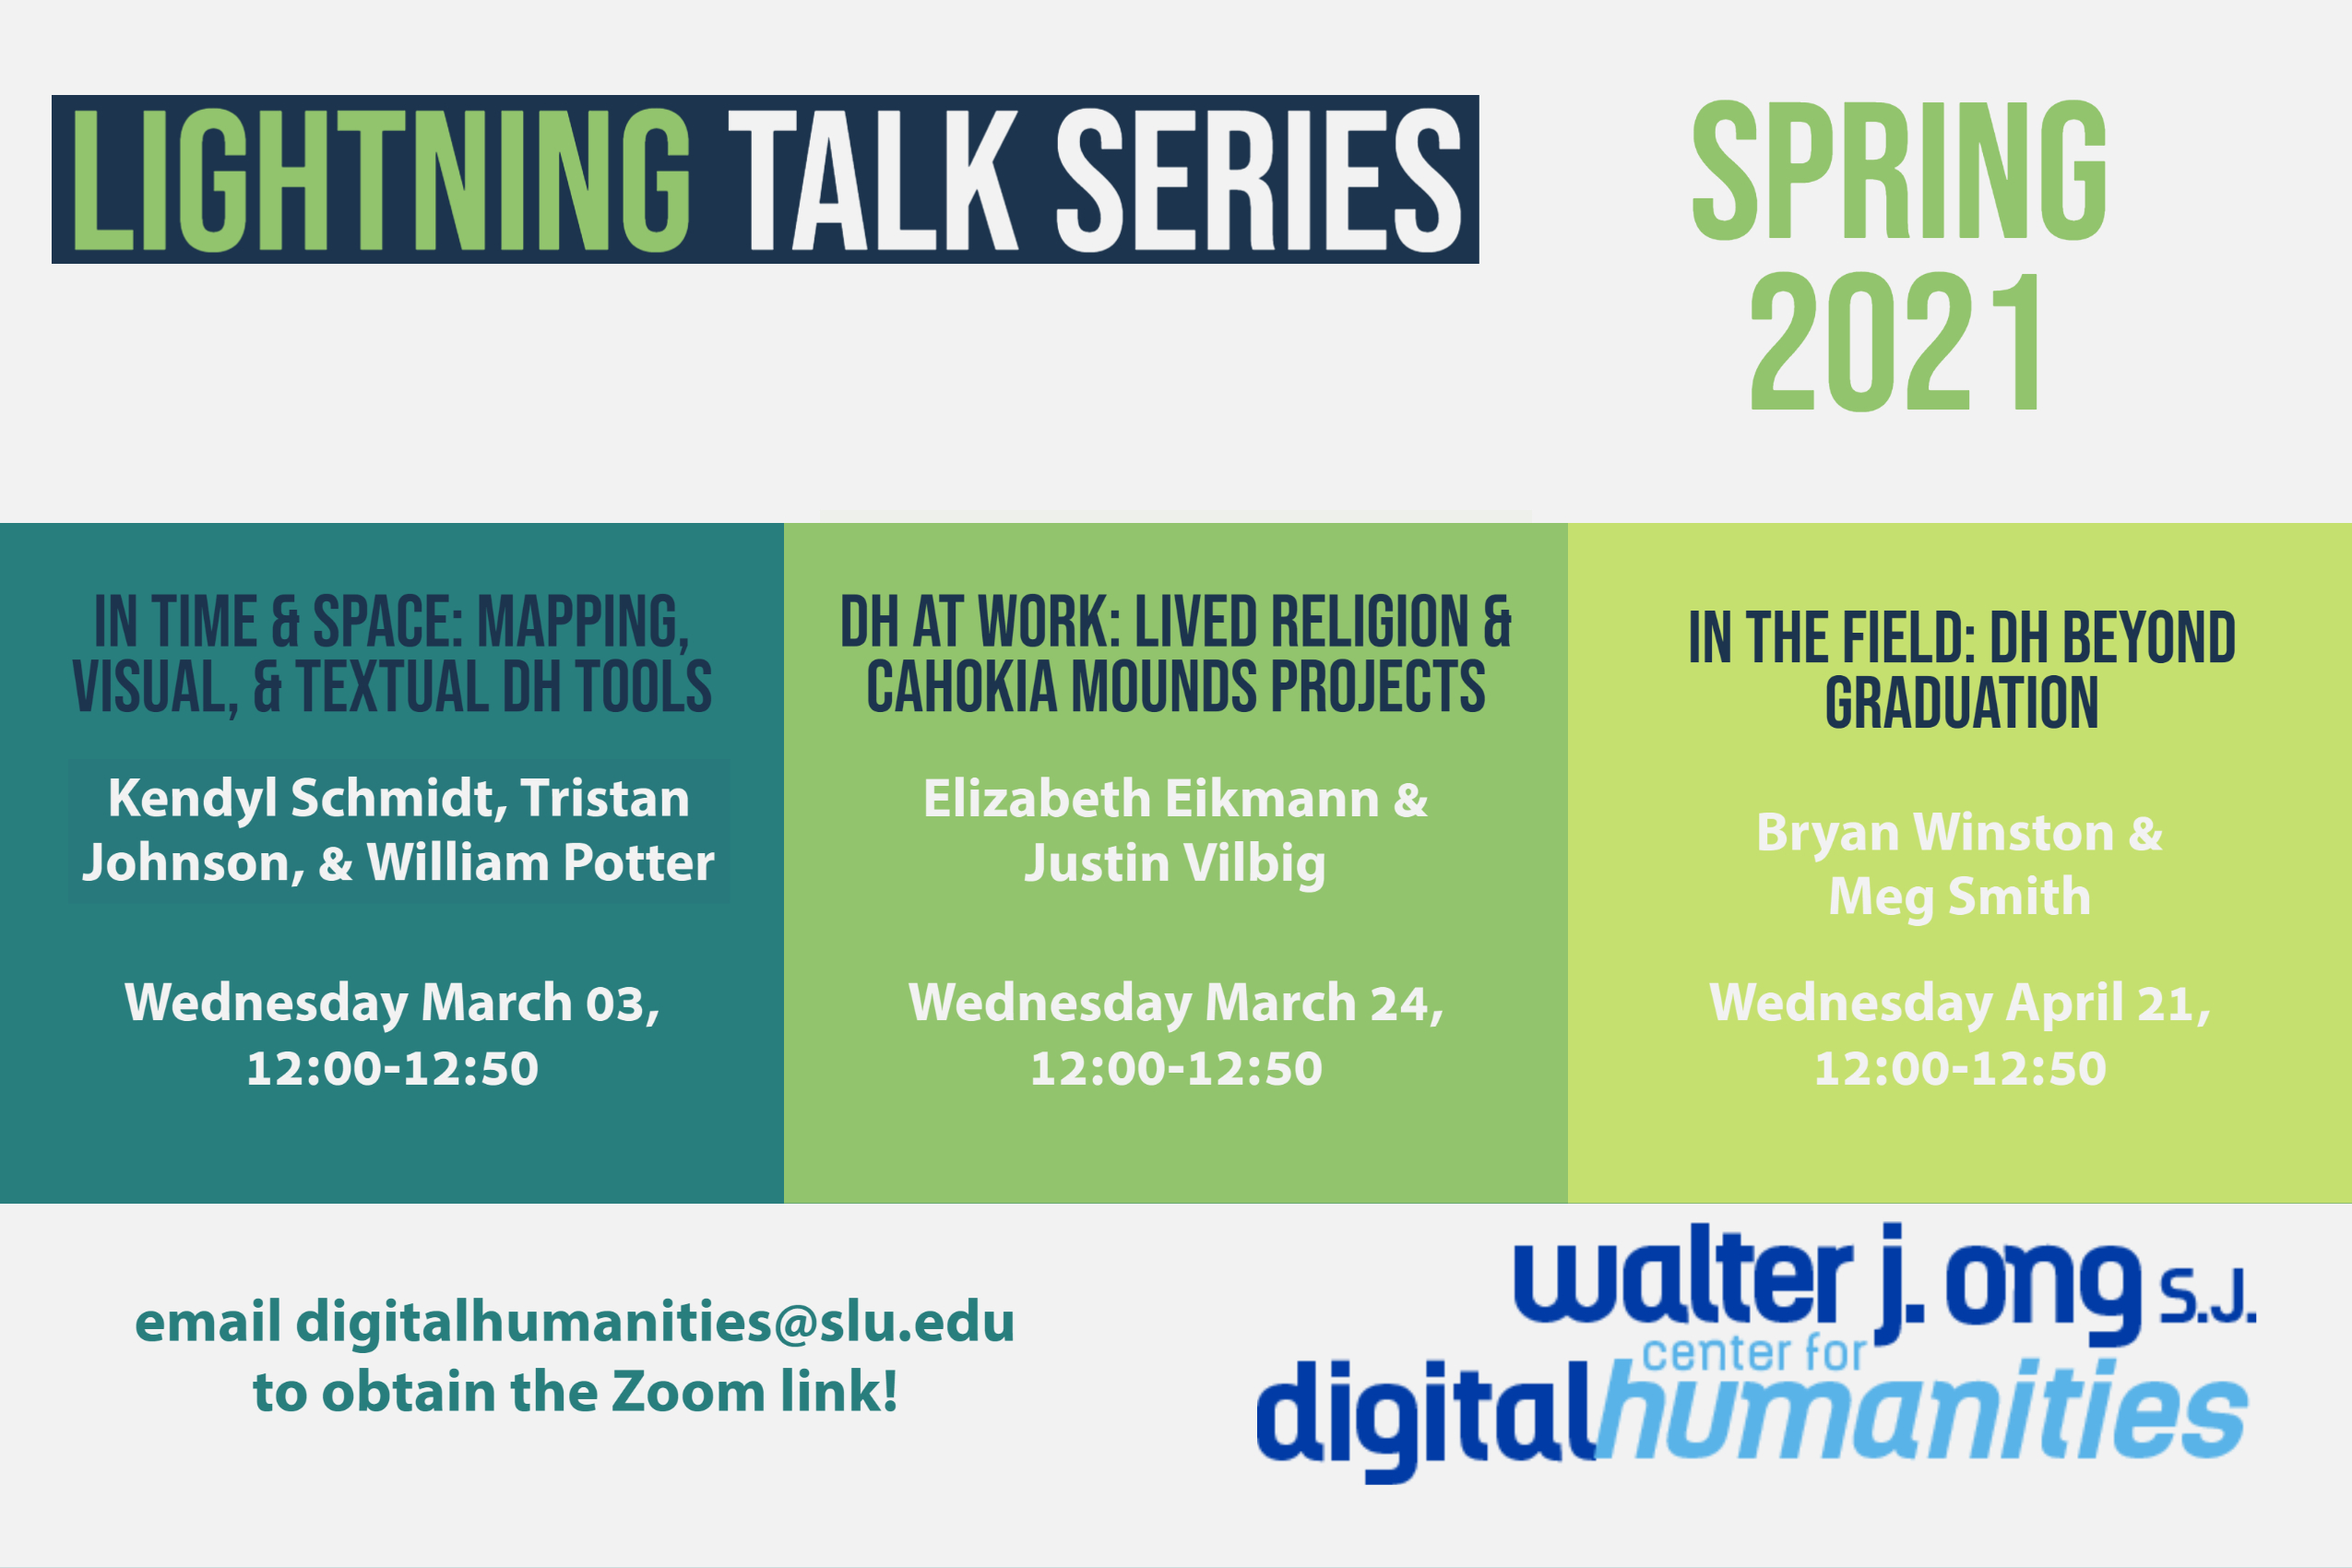 LIGHTNING TALK SERIES
SPRING
2021
IN TIME & SPACE: MAPPING,
VISUAL, & TEXTUAL DH TOOLS
Kendyl Schmidt, Tristan
Johnson, & William Potter
Wednesday March 03,
12:00-12:50
DH AT WORK: LIVED RELIGION &
CAHOKIA MOUNDS PROJECTS
Elizabeth Eikmann &
Justin Vilbig
Wednesday March 24,
12:00-12:50
IN THE FIELD: DH BEYOND
GRADUATION
Bryan Winston &
Meg Smith
Wednesday April 21,
12:00-12:50
email digitalhumanities@slu.edu
to obtain the Zoom link!
walter j. ong S.J.
center for
digitalhumanities